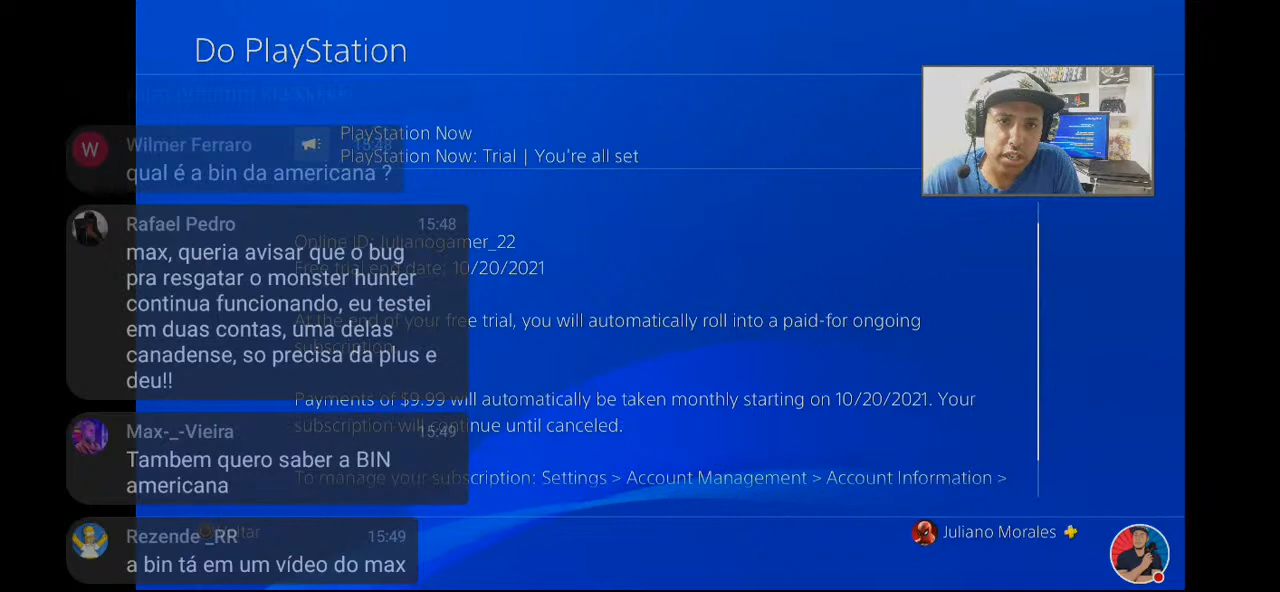 Do PlayStation
PlayStation Now
PlayStation Now: Trial | You're all set
Wilmer Ferraro 15:48
qual é a bin da americana ?
Rafael Pedro 15:48
max, queria avisar que o bug
pra resgatar o monster hunter
continua funcionando, eu testei
em duas contas, uma delas
canadense, so precisa da plus e
deu!!
Online ID: Julianogamer_22
Free trial end date: 10/20/2021
At the end of your free trial, you will automatically roll into a paid-for ongoing
subscription.
Payments of $9.99 will automatically be taken monthly starting on 10/20/2021. Your
subscription will continue until canceled.
To manage your subscription: Settings > Account Management > Account Information >
Max-_-Vieira 15:49
Tambem quero saber a BIN
americana
Rezende _RR 15:49
a bin tá em um vídeo do max
Voltar
Juliano Morales